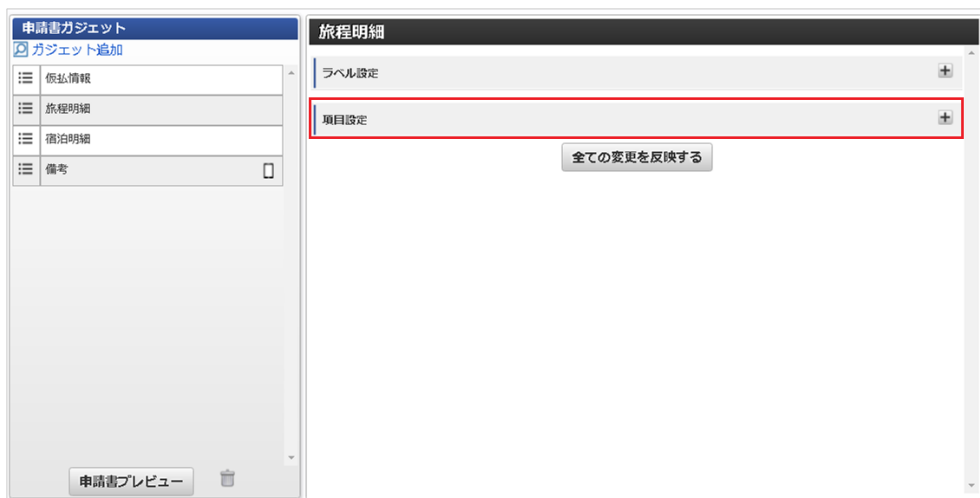 申請書ガジェット
ガジェット追加
仮払情報
旅程明細
宿泊明細
備考
申請書プレビュー
旅程明細
ラベル設定
項目設定
全ての変更を反映する